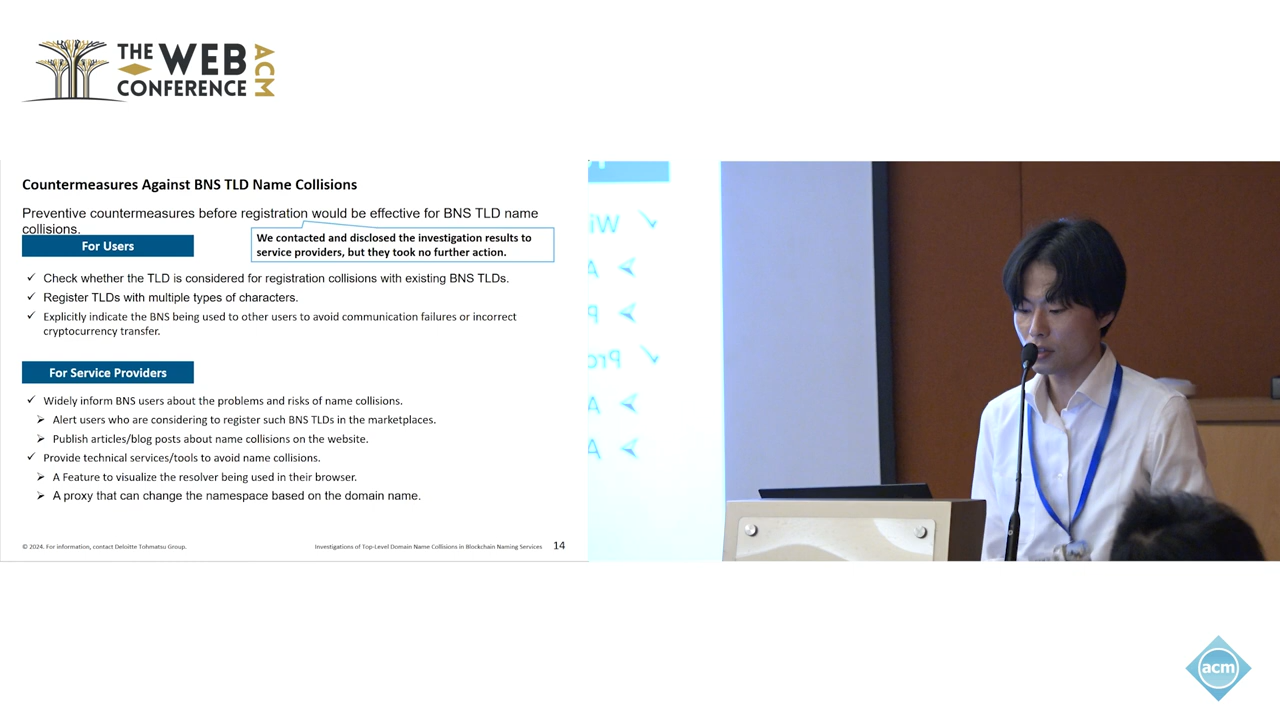 THE WEB
CONFERENCE
ACM
Countermeasures Against BNS TLD Name Collisions
Preventive countermeasures before registration would be effective for BNS TLD name
collisions.
We contacted and disclosed the investigation results to
service providers, but they took no further action.
For Users
✓ Check whether the TLD is considered for registration collisions with existing BNS TLDs.
✓ Register TLDs with multiple types of characters.
✓ Explicitly indicate the BNS being used to other users to avoid communication failures or incorrect
cryptocurrency transfer.
For Service Providers
✓ Widely inform BNS users about the problems and risks of name collisions.
➢ Alert users who are considering to register such BNS TLDs in the marketplaces.
➢ Publish articles/blog posts about name collisions on the website.
✓ Provide technical services/tools to avoid name collisions.
➢ A Feature to visualize the resolver being used in their browser.
➢ A proxy that can change the namespace based on the domain name.
© 2024. For information, contact Deloitte Tohmatsu Group.
Investigations of Top-Level Domain Name Collisions in Blockchain Naming Services 14
Wi
A
P
Pro
A
A
acm